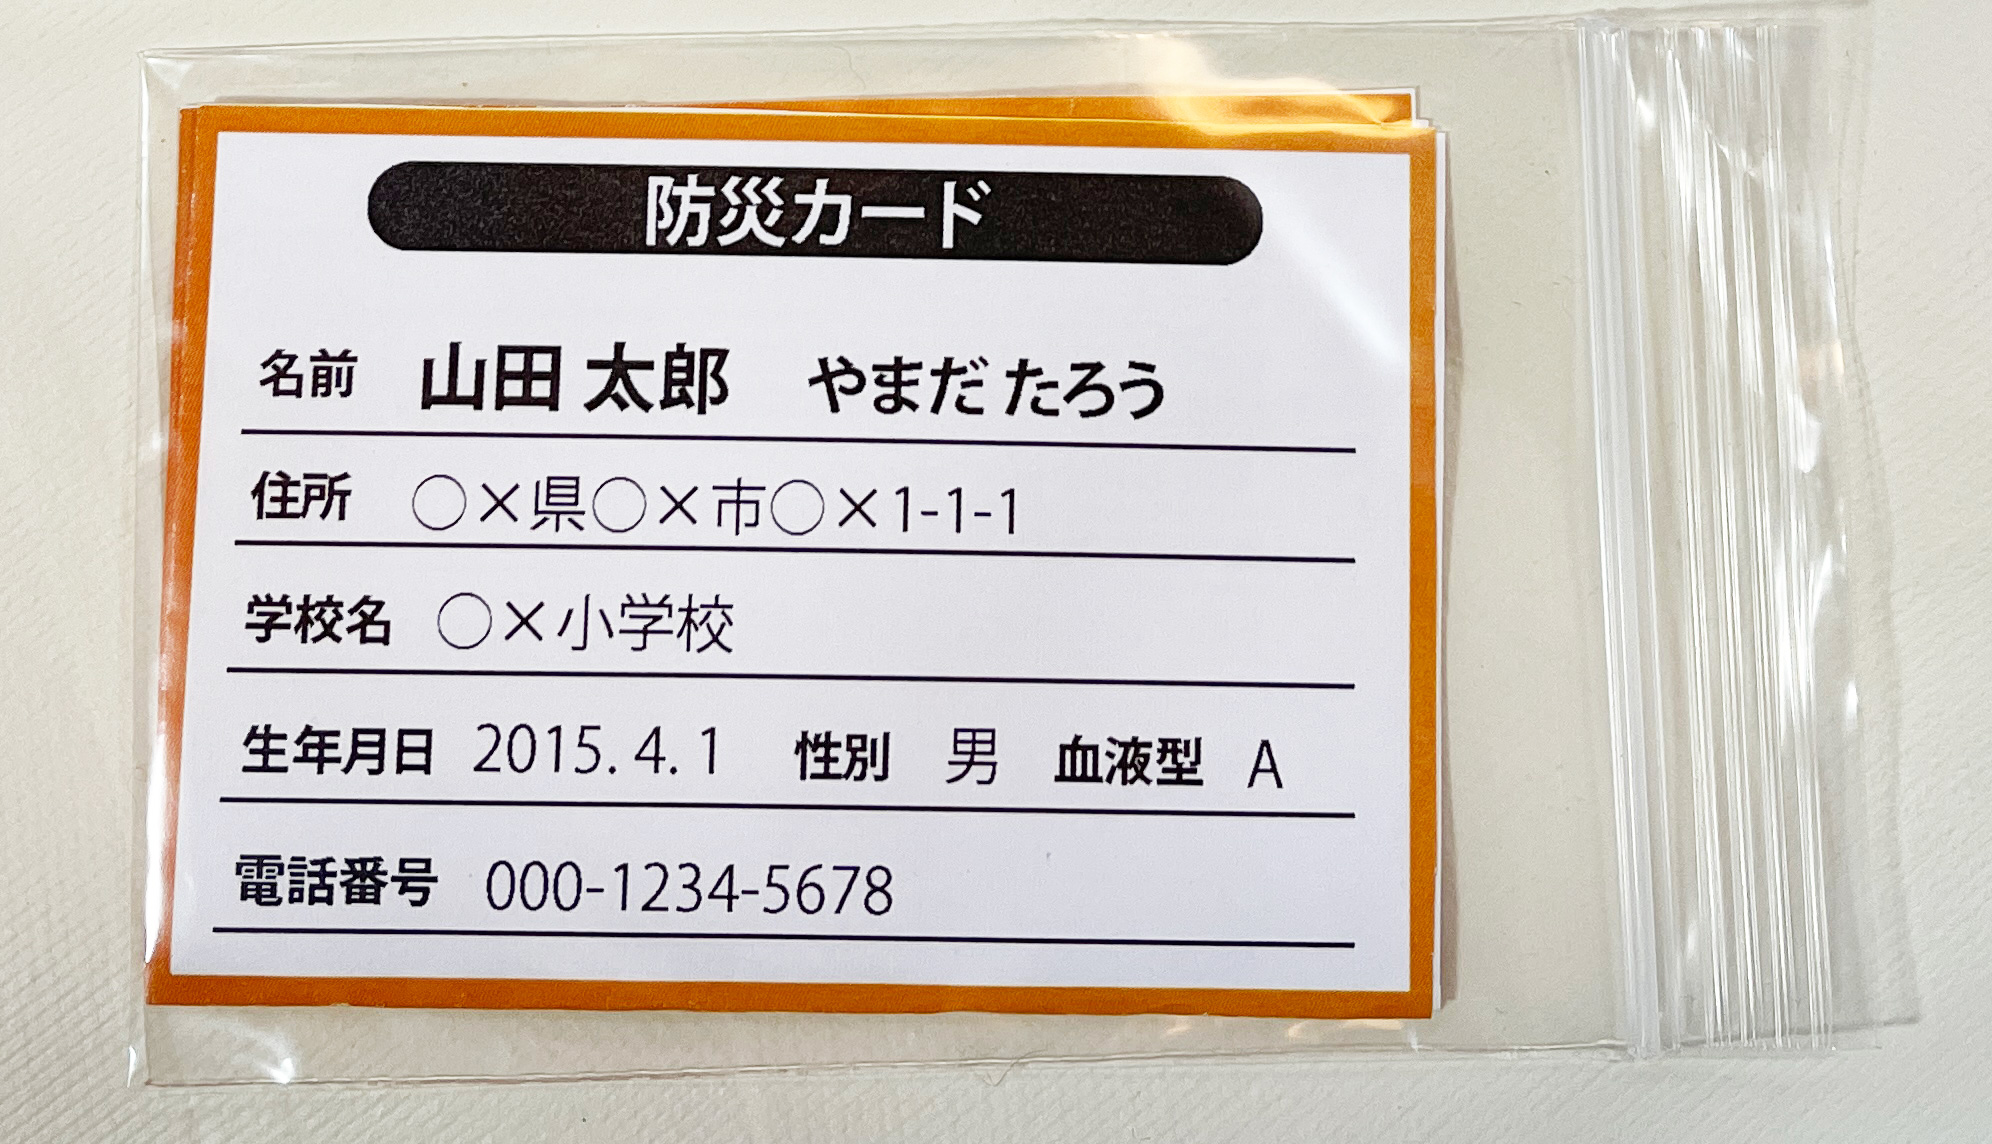 防災カード
名前 山田 太郎 やまだ たろう
住所 ○×県○×市○×1-1-1
学校名 ○×小学校
生年月日 2015. 4. 1 性別 男 血液型 A
電話番号 000-1234-5678